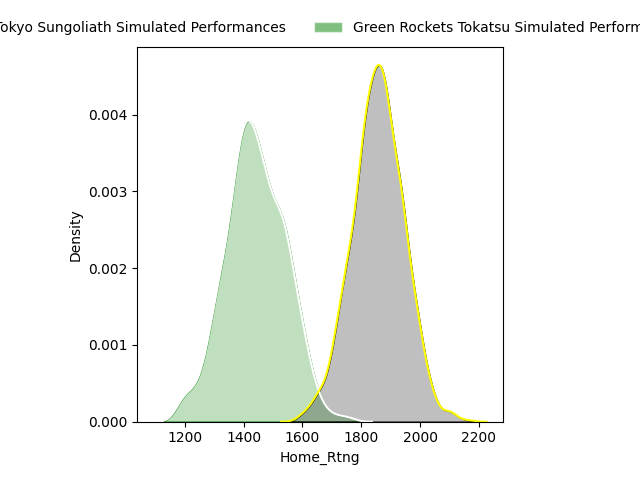 Tokyo Sungoliath Simulated Performances Green Rockets Tokatsu Simulated Perform
0.004
0.003
0.002
0.001
0.000
Density
1200 1400 1600 1800 2000 2200
Home_Rtng